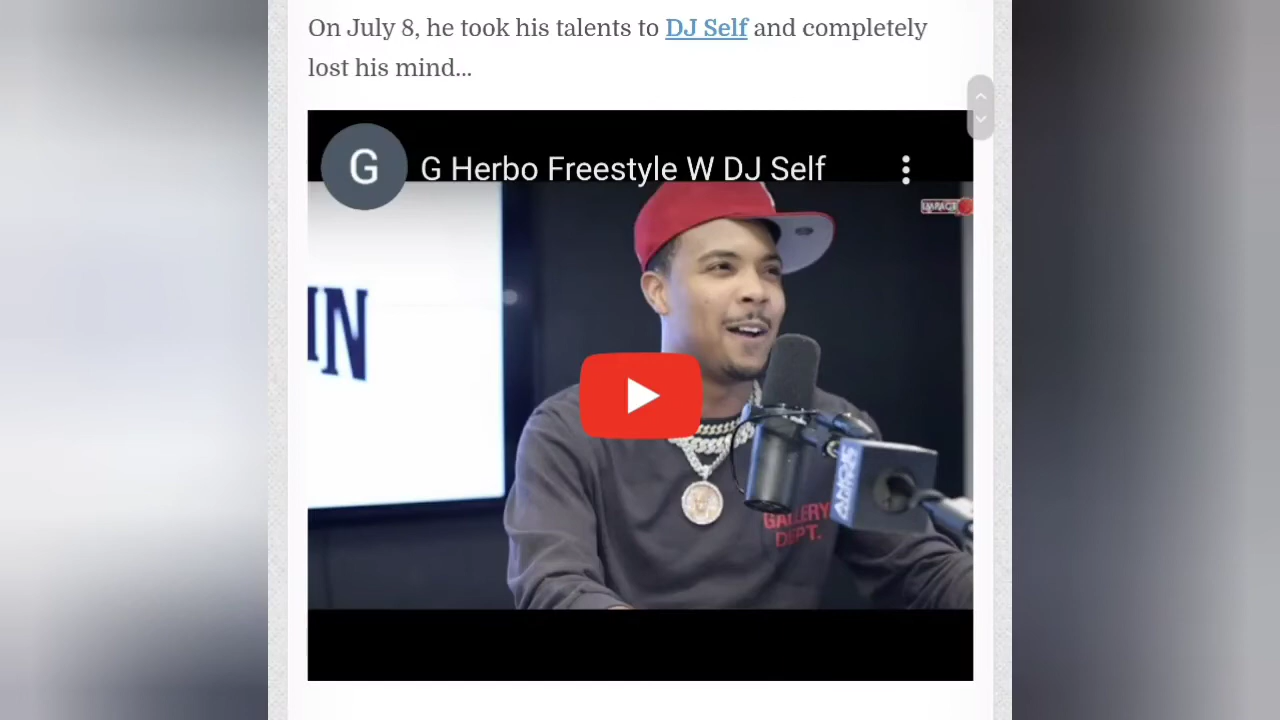 On July 8, he took his talents to DJ Self and completely
lost his mind...
G
G Herbo Freestyle W DJ Self
IN
GALLERY
DEPT.